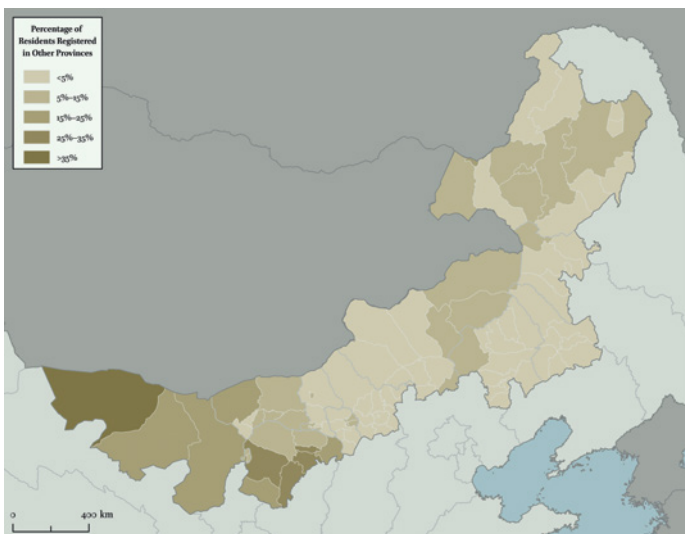 Percentage of
Residents Registered
in Other Provinces
<5%
5%–15%
15%–25%
25%–35%
>35%
0 400 km